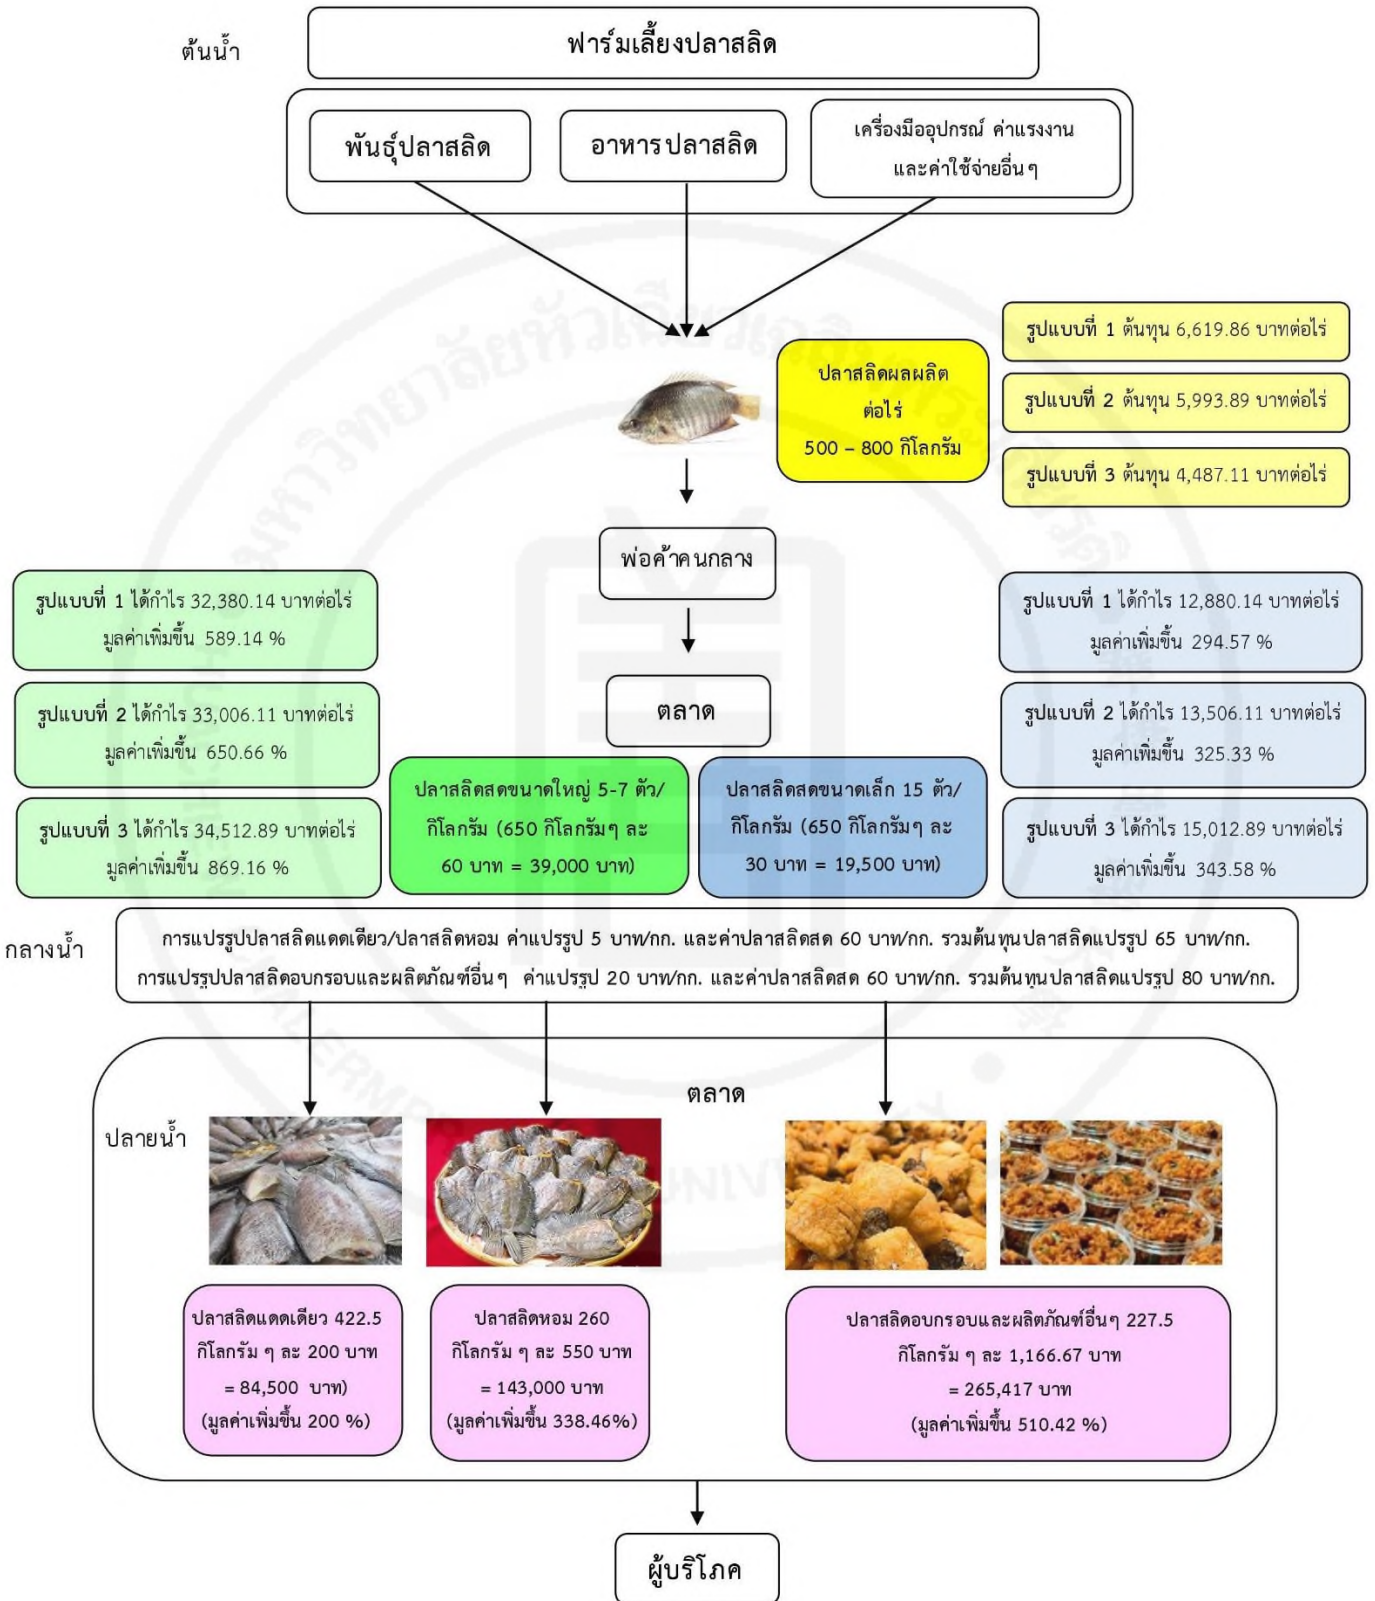 ต้นน้ำ
ฟาร์มเลี้ยงปลาสลิด
พันธุ์ปลาสลิด
อาหารปลาสลิด
เครื่องมืออุปกรณ์ ค่าแรงงาน
และค่าใช้จ่ายอื่นๆ
ปลาสลิดผลผลิต
ต่อไร่
500 – 800 กิโลกรัม
รูปแบบที่ 1 ต้นทุน 6,619.86 บาทต่อไร่
รูปแบบที่ 2 ต้นทุน 5,993.89 บาทต่อไร่
รูปแบบที่ 3 ต้นทุน 4,487.11 บาทต่อไร่
พ่อค้าคนกลาง
ตลาด
รูปแบบที่ 1 ได้กำไร 32,380.14 บาทต่อไร่
มูลค่าเพิ่มขึ้น 589.14 %
รูปแบบที่ 2 ได้กำไร 33,006.11 บาทต่อไร่
มูลค่าเพิ่มขึ้น 650.66 %
รูปแบบที่ 3 ได้กำไร 34,512.89 บาทต่อไร่
มูลค่าเพิ่มขึ้น 869.16 %
ปลาสลิดสดขนาดใหญ่ 5-7 ตัว/
กิโลกรัม (650 กิโลกรัมๆ ละ
60 บาท = 39,000 บาท)
ปลาสลิดสดขนาดเล็ก 15 ตัว/
กิโลกรัม (650 กิโลกรัมๆ ละ
30 บาท = 19,500 บาท)
รูปแบบที่ 1 ได้กำไร 12,880.14 บาทต่อไร่
มูลค่าเพิ่มขึ้น 294.57 %
รูปแบบที่ 2 ได้กำไร 13,506.11 บาทต่อไร่
มูลค่าเพิ่มขึ้น 325.33 %
รูปแบบที่ 3 ได้กำไร 15,012.89 บาทต่อไร่
มูลค่าเพิ่มขึ้น 343.58 %
กลางน้ำ
การแปรรูปปลาสลิดแดดเดียว/ปลาสลิดหอม ค่าแปรรูป 5 บาท/กก. และค่าปลาสลิดสด 60 บาท/กก. รวมต้นทุนปลาสลิดแปรรูป 65 บาท/กก.
การแปรรูปปลาสลิดอบกรอบและผลิตภัณฑ์อื่นๆ ค่าแปรรูป 20 บาท/กก. และค่าปลาสลิดสด 60 บาท/กก. รวมต้นทุนปลาสลิดแปรรูป 80 บาท/กก.
ตลาด
ปลายน้ำ
ปลาสลิดแดดเดียว 422.5
กิโลกรัม ๆ ละ 200 บาท
= 84,500 บาท)
(มูลค่าเพิ่มขึ้น 200 %)
ปลาสลิดหอม 260
กิโลกรัม ๆ ละ 550 บาท
= 143,000 บาท
(มูลค่าเพิ่มขึ้น 338.46%)
ปลาสลิดอบกรอบและผลิตภัณฑ์อื่นๆ 227.5
กิโลกรัม ๆ ละ 1,166.67 บาท
= 265,417 บาท
(มูลค่าเพิ่มขึ้น 510.42 %)
ผู้บริโภค